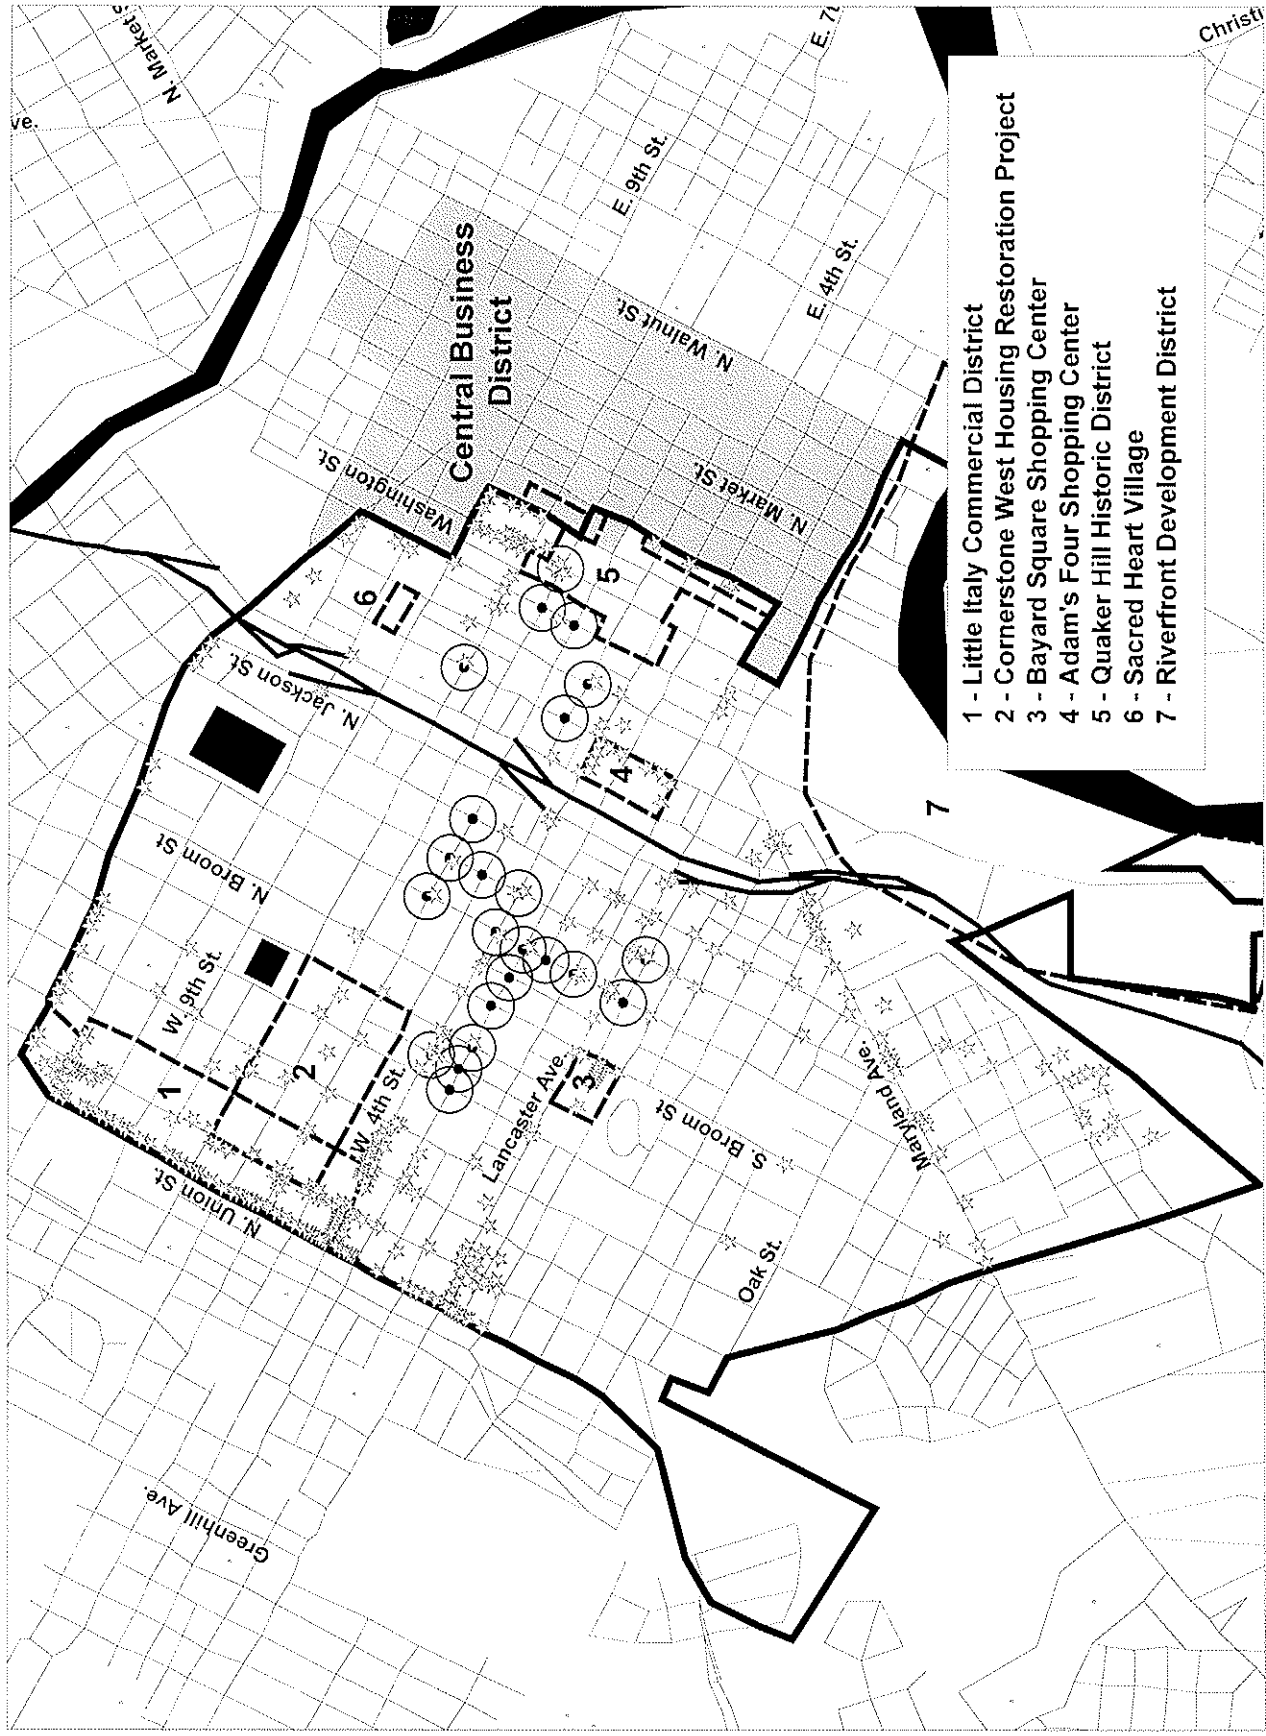 N. Market S
ve.
E. 7t
Christi
N. Jackson St.
N. Broom St
W. 9th St.
N. Union St.
Greenhill Ave.
Washington St.
Central Business
District
E. 9th St.
E. 4th St.
N. Walnut St.
N. Market St.
W. 4th St.
Lancaster Ave.
S. Broom St
Maryland Ave.
Oak St.
1
2
3
4
5
6
7
1 - Little Italy Commercial District
2 - Cornerstone West Housing Restoration Project
3 - Bayard Square Shopping Center
4 - Adam's Four Shopping Center
5 - Quaker Hill Historic District
6 - Sacred Heart Village
7 - Riverfront Development District